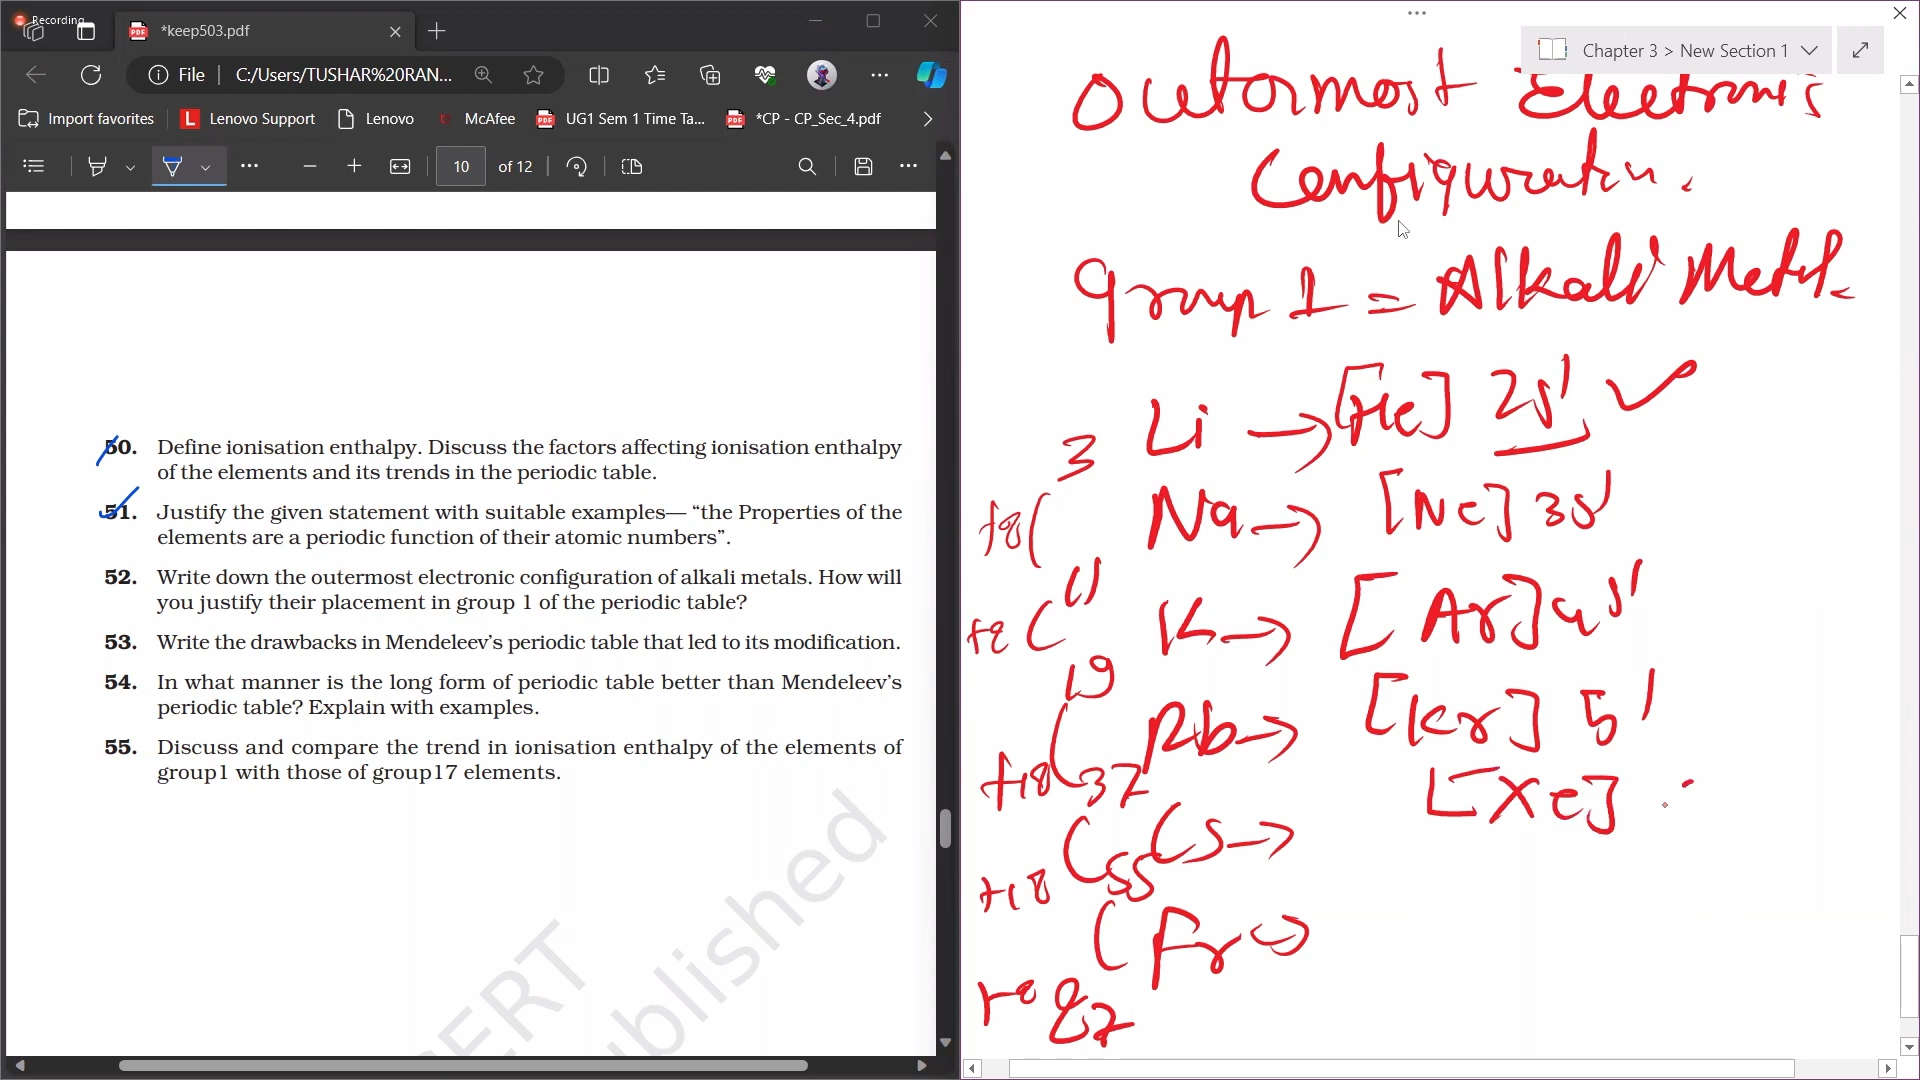 Recording
*keep503.pdf
File
C:/Users/TUSHAR%20RAN...
Import favorites
Lenovo Support
Lenovo
McAfee
UG1 Sem 1 Time Ta...
*CP - CP_Sec_4.pdf
10 of 12
50. Define ionisation enthalpy. Discuss the factors affecting ionisation enthalpy
of the elements and its trends in the periodic table.
51. Justify the given statement with suitable examples— “the Properties of the
elements are a periodic function of their atomic numbers”.
52. Write down the outermost electronic configuration of alkali metals. How will
you justify their placement in group 1 of the periodic table?
53. Write the drawbacks in Mendeleev’s periodic table that led to its modification.
54. In what manner is the long form of periodic table better than Mendeleev’s
periodic table? Explain with examples.
55. Discuss and compare the trend in ionisation enthalpy of the elements of
group1 with those of group17 elements.
Chapter 3 > New Section 1
Outermost Electronic
Configuration.
group 1 = Alkali Metal.
3 Li → [He] 2s¹
+8 ( Na → [Ne] 3s¹
11
+8 ( K → [Ar] 4s¹
19
+18 ( 37 Rb → [Kr] 5¹
[Xe]
+18 ( 55 Cs →
( Fr →
87